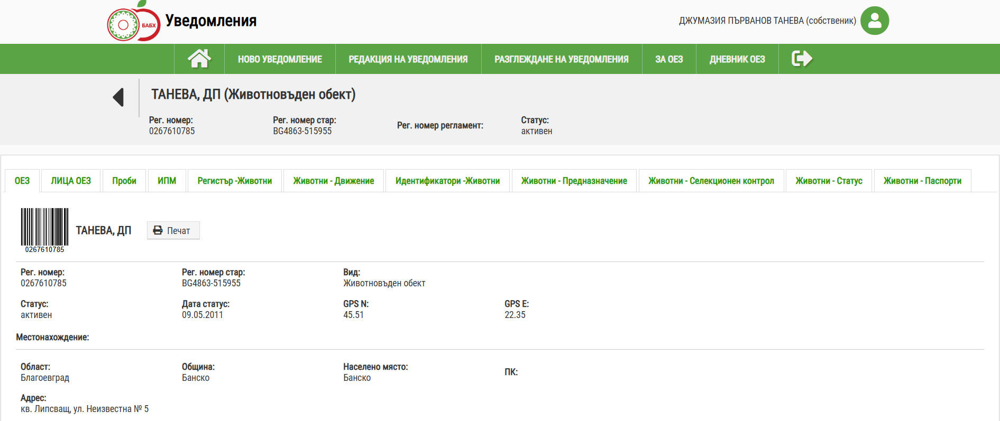 БАБХ
Уведомления
ДЖУМАЗИЯ ПЪРВАНОВ ТАНЕВА (собственик)
НОВО УВЕДОМЛЕНИЕ РЕДАКЦИЯ НА УВЕДОМЛЕНИЯ РАЗГЛЕЖДАНЕ НА УВЕДОМЛЕНИЯ ЗА ОЕЗ ДНЕВНИК ОЕЗ
ТАНЕВА, ДП (Животновъден обект)
Рег. номер: Рег. номер стар: Рег. номер регламент: Статус:
0267610785 BG4863-515955 активен
ОЕЗ ЛИЦА ОЕЗ Проби ИПМ Регистър -Животни Животни - Движение Идентификатори -Животни Животни - Предназначение Животни - Селекционен контрол Животни - Статус Животни - Паспорти
0267610785
ТАНЕВА, ДП
Печат
Рег. номер: Рег. номер стар: Вид:
0267610785 BG4863-515955 Животновъден обект
Статус: Дата статус: GPS N: GPS E:
активен 09.05.2011 45.51 22.35
Местонахождение:
Област: Община: Населено място: ПК:
Благоевград Банско Банско
Адрес:
кв. Липсващ, ул. Неизвестна № 5